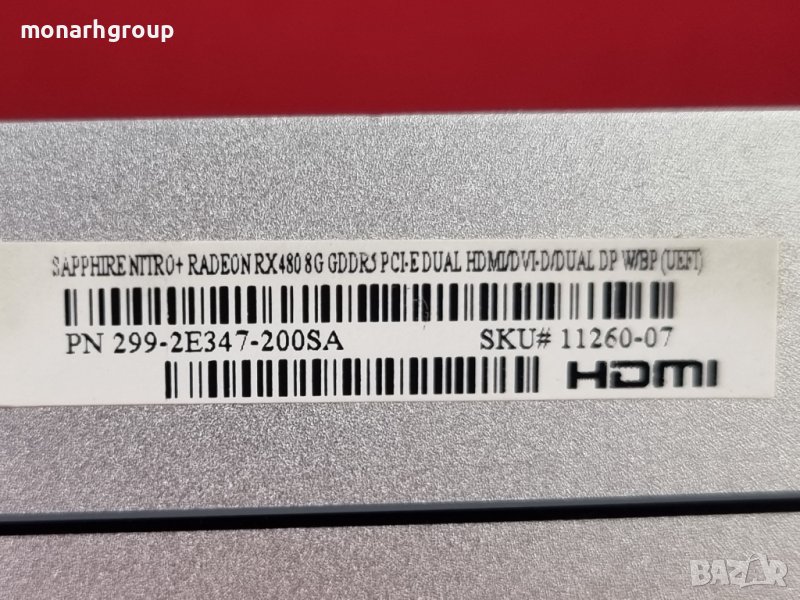 monarhgroup
SAPPHIRE NITRO+ RADEON RX480 8G GDDR5 PCI-E DUAL HDMI/DVI-D/DUAL DP W/BP (UEFI)
PN 299-2E347-200SA SKU# 11260-07
HDMI
BAZAR